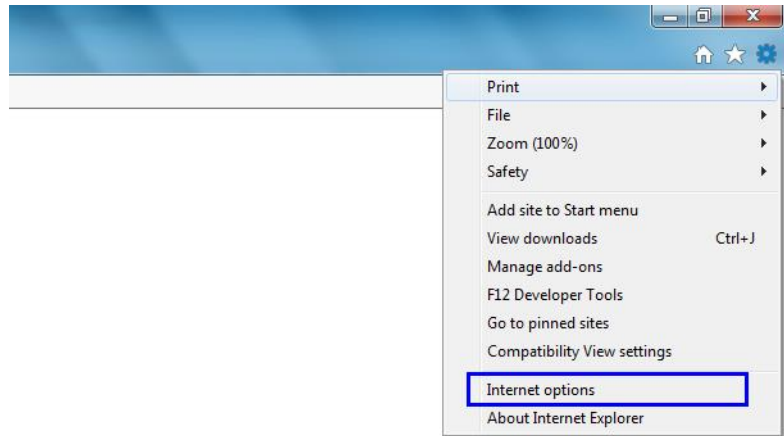 Print
File
Zoom (100%)
Safety
Add site to Start menu
View downloads Ctrl+J
Manage add-ons
F12 Developer Tools
Go to pinned sites
Compatibility View settings
Internet options
About Internet Explorer